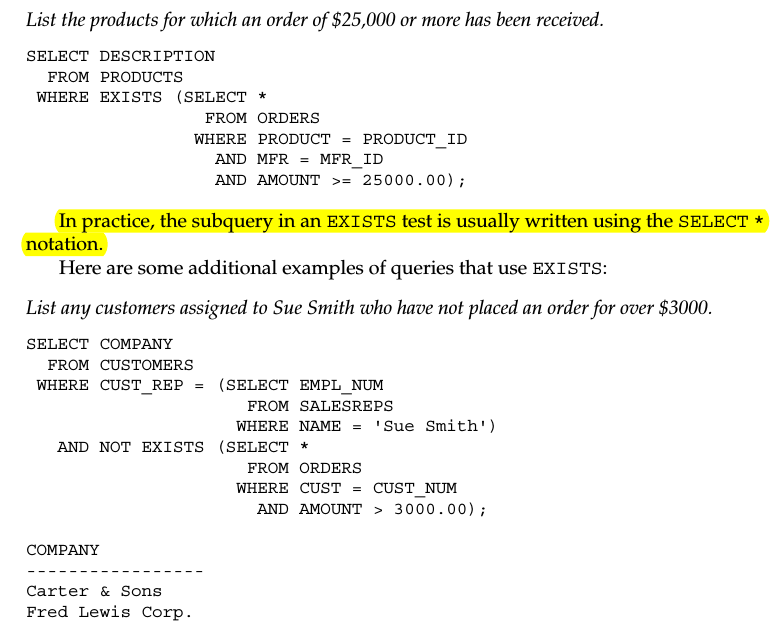 List the products for which an order of $25,000 or more has been received.
SELECT DESCRIPTION
FROM PRODUCTS
WHERE EXISTS (SELECT *
FROM ORDERS
WHERE PRODUCT = PRODUCT_ID
AND MFR = MFR_ID
AND AMOUNT >= 25000.00);
In practice, the subquery in an EXISTS test is usually written using the SELECT *
notation.
Here are some additional examples of queries that use EXISTS:
List any customers assigned to Sue Smith who have not placed an order for over $3000.
SELECT COMPANY
FROM CUSTOMERS
WHERE CUST_REP = (SELECT EMPL_NUM
FROM SALESREPS
WHERE NAME = 'Sue Smith')
AND NOT EXISTS (SELECT *
FROM ORDERS
WHERE CUST = CUST_NUM
AND AMOUNT > 3000.00);
COMPANY
-----------------
Carter & Sons
Fred Lewis Corp.